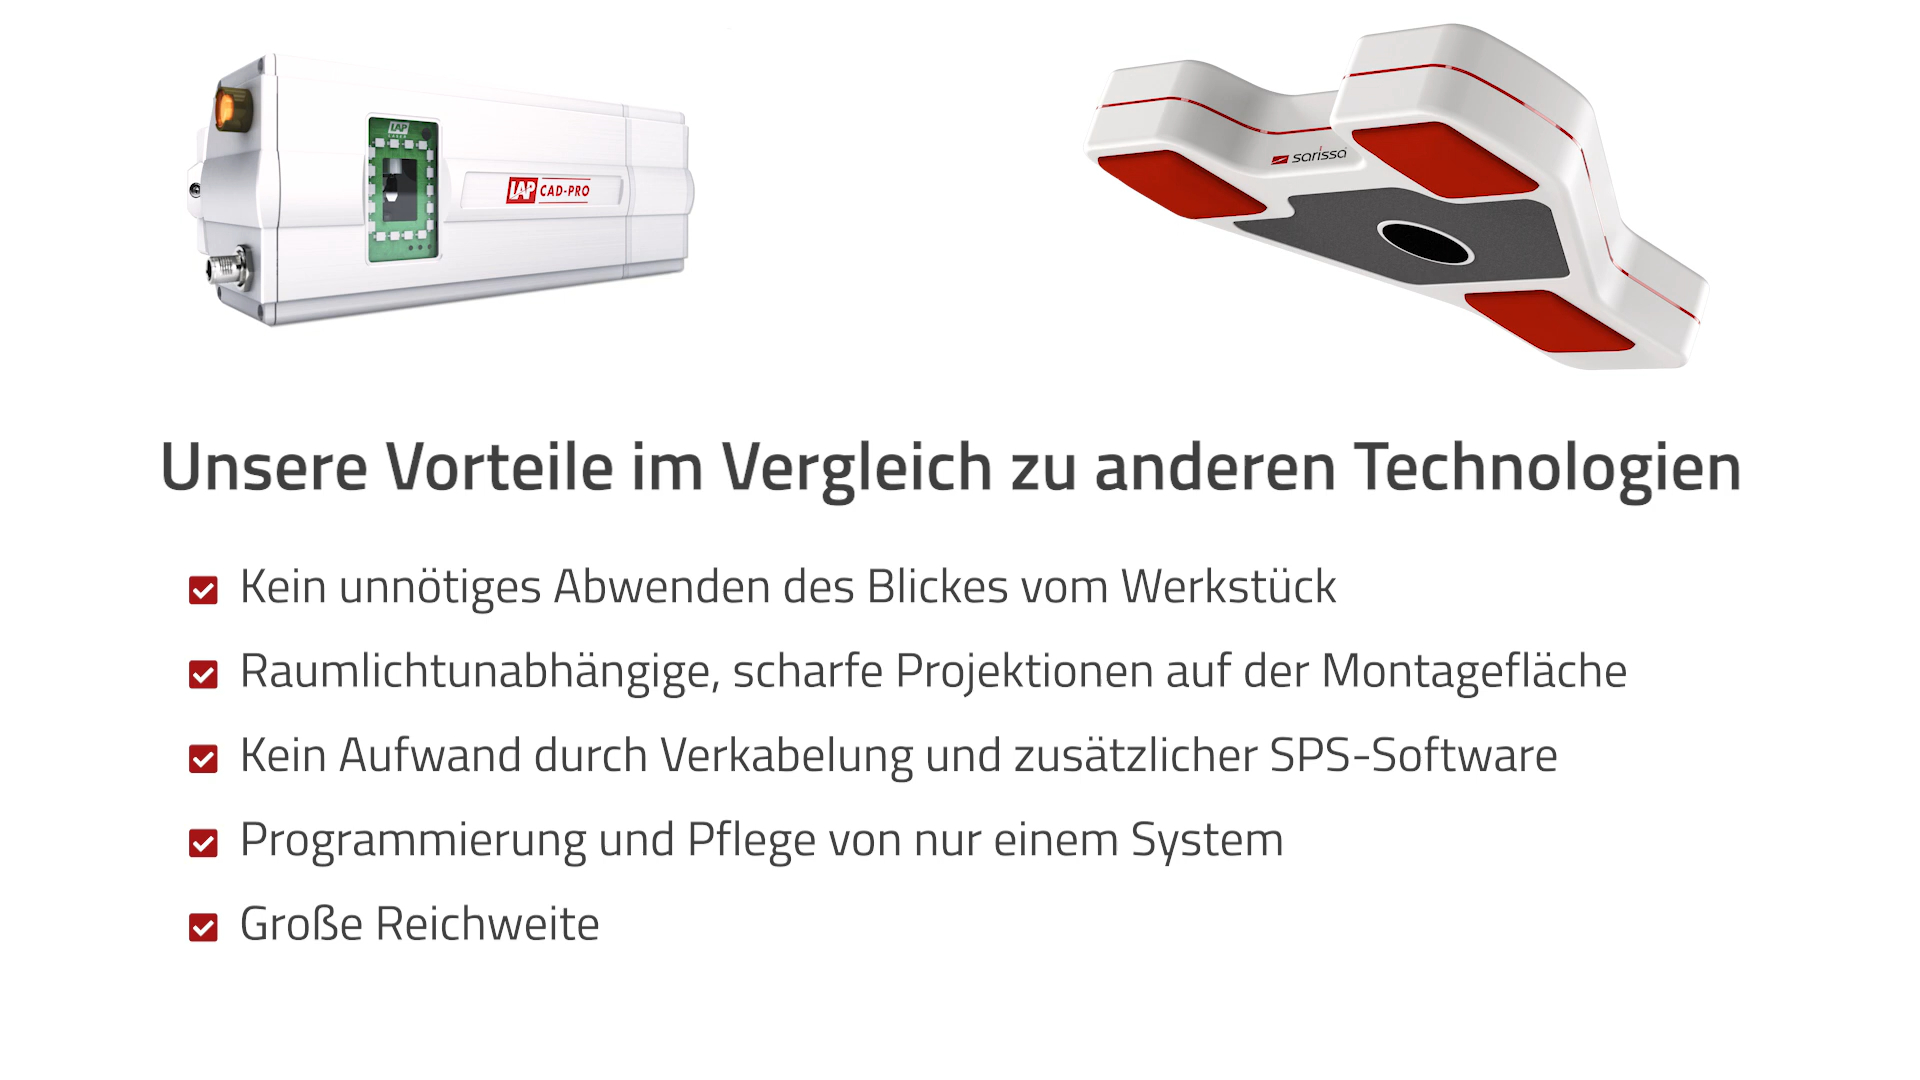 LAP
LASER
LAP CAD-PRO
sarissa
Unsere Vorteile im Vergleich zu anderen Technologien
Kein unnötiges Abwenden des Blickes vom Werkstück
Raumlichtunabhängige, scharfe Projektionen auf der Montagefläche
Kein Aufwand durch Verkabelung und zusätzlicher SPS-Software
Programmierung und Pflege von nur einem System
Große Reichweite